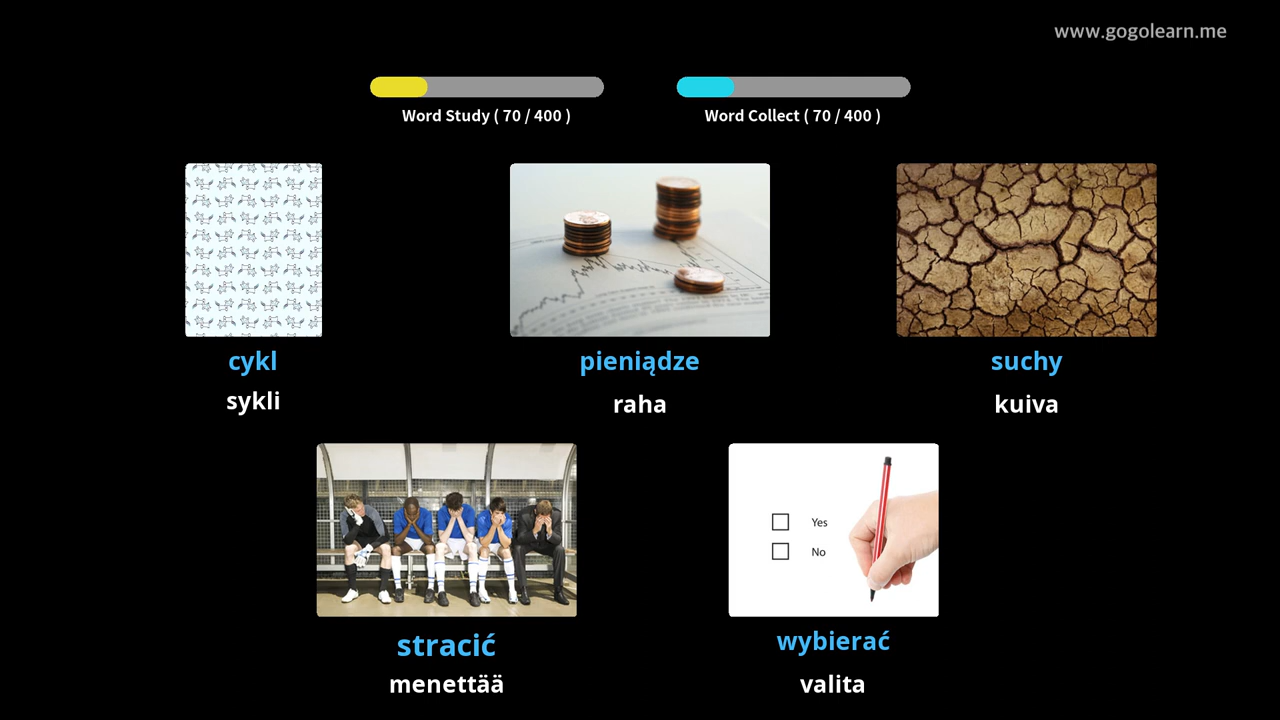 www.gogolearn.me
Word Study ( 70 / 400 )
Word Collect ( 70 / 400 )
cykl
sykli
pieniądze
raha
suchy
kuiva
stracić
menettää
Yes
No
wybierać
valita